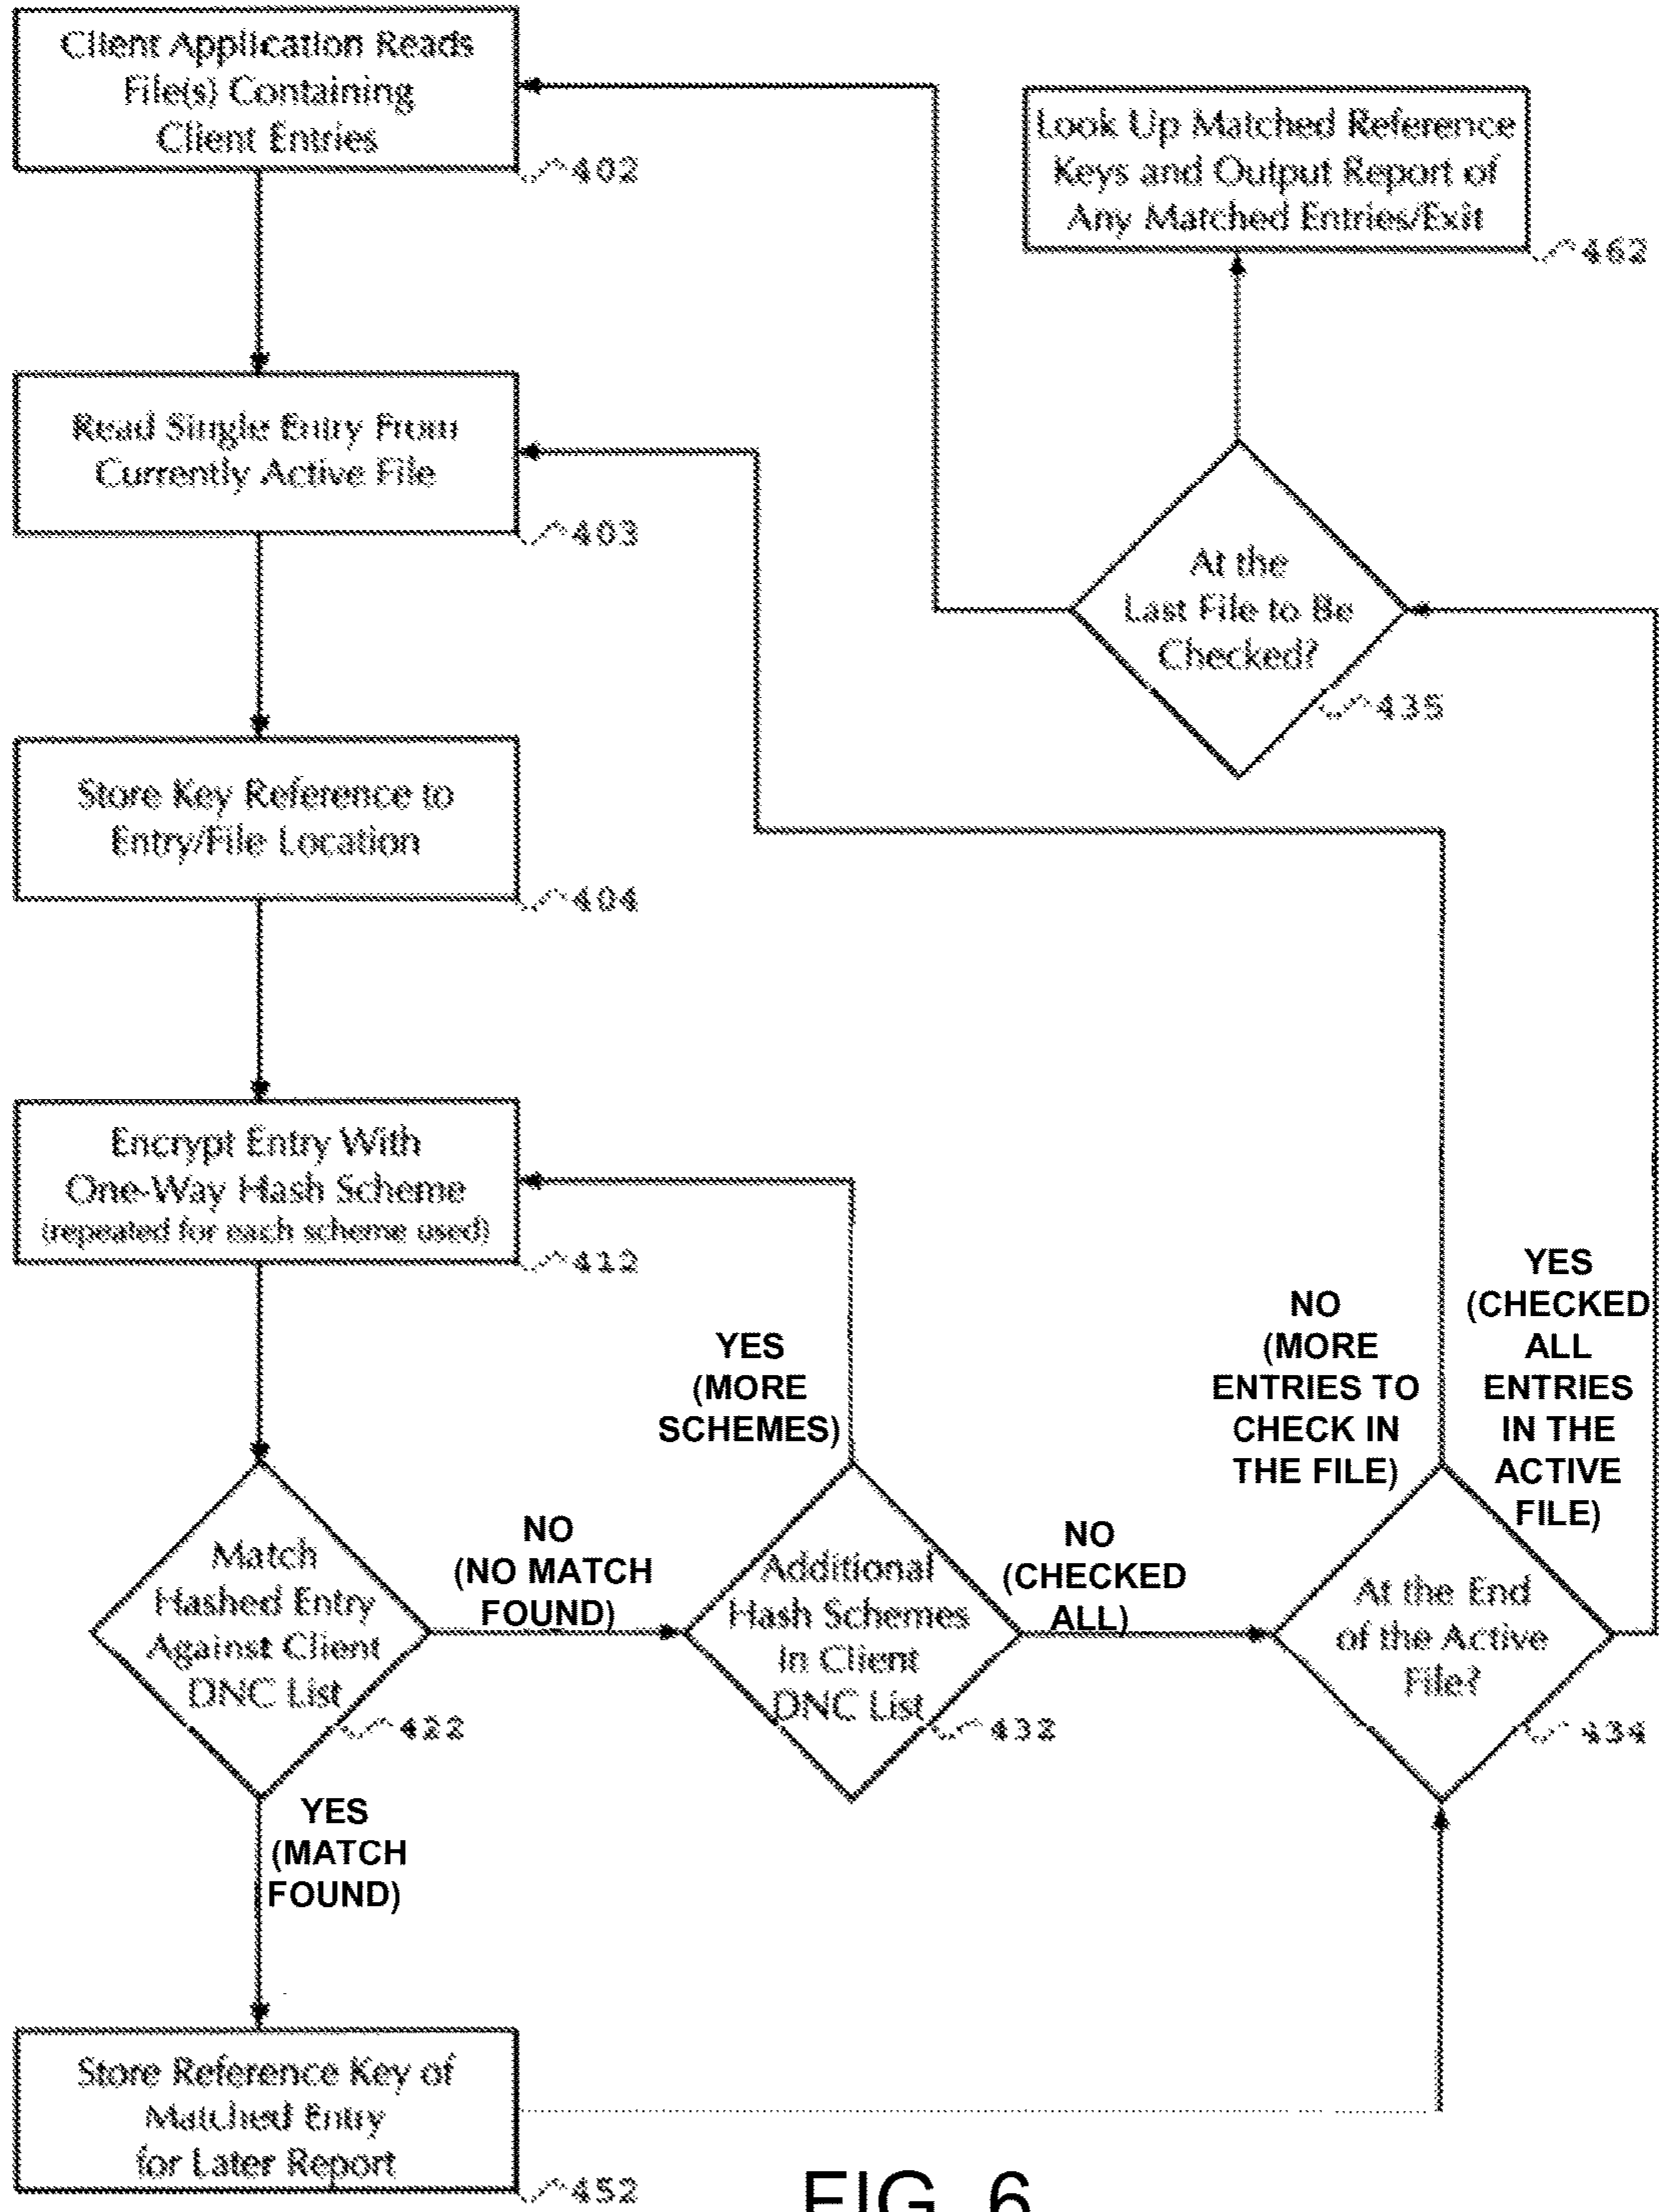 Client Application Reads
File(s) Containing
Client Entries
402
Look Up Matched Reference
Keys and Output Report of
Any Matched Entries/Exit
462
Read Single Entry From
Currently Active File
403
At the
Last File to Be
Checked?
435
Store Key Reference to
Entry/File Location
404
Encrypt Entry With
One-Way Hash Scheme
(repeated for each scheme used)
412
YES
(MORE
SCHEMES)
NO
(MORE
ENTRIES TO
CHECK IN
THE FILE)
YES
(CHECKED
ALL
ENTRIES
IN THE
ACTIVE
FILE)
Match
Hashed Entry
Against Client
DNC List
422
NO
(NO MATCH
FOUND)
Additional
Hash Schemes
In Client
DNC List
432
NO
(CHECKED
ALL)
At the End
of the Active
File?
434
YES
(MATCH
FOUND)
Store Reference Key of
Matched Entry
for Later Report
452
FIG. 6